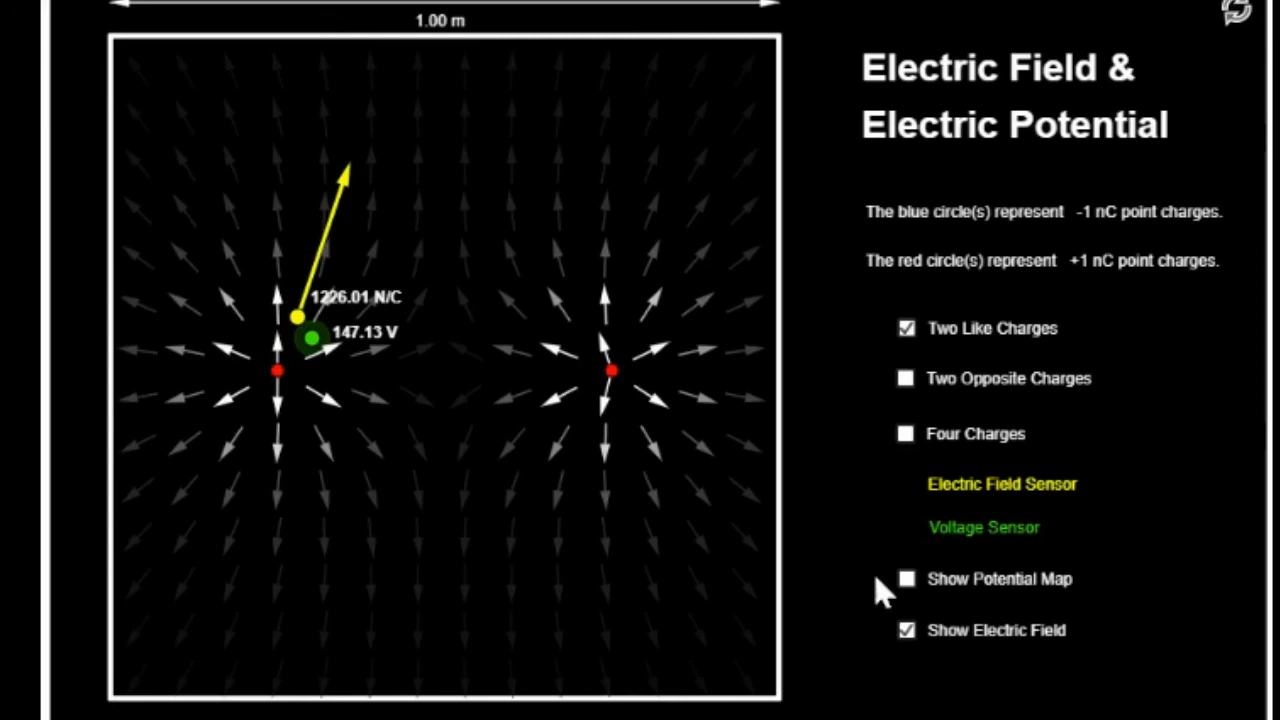 1.00 m
Electric Field &
Electric Potential
The blue circle(s) represent -1 nC point charges.
The red circle(s) represent +1 nC point charges.
1226.01 N/C
147.13 V
Two Like Charges
Two Opposite Charges
Four Charges
Electric Field Sensor
Voltage Sensor
Show Potential Map
Show Electric Field